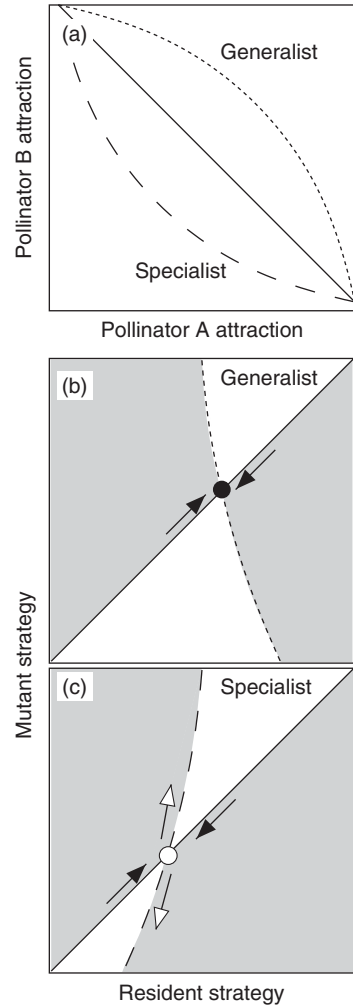 (a)
Generalist
Specialist
Pollinator B attraction
Pollinator A attraction
(b)
Generalist
(c)
Specialist
Mutant strategy
Resident strategy